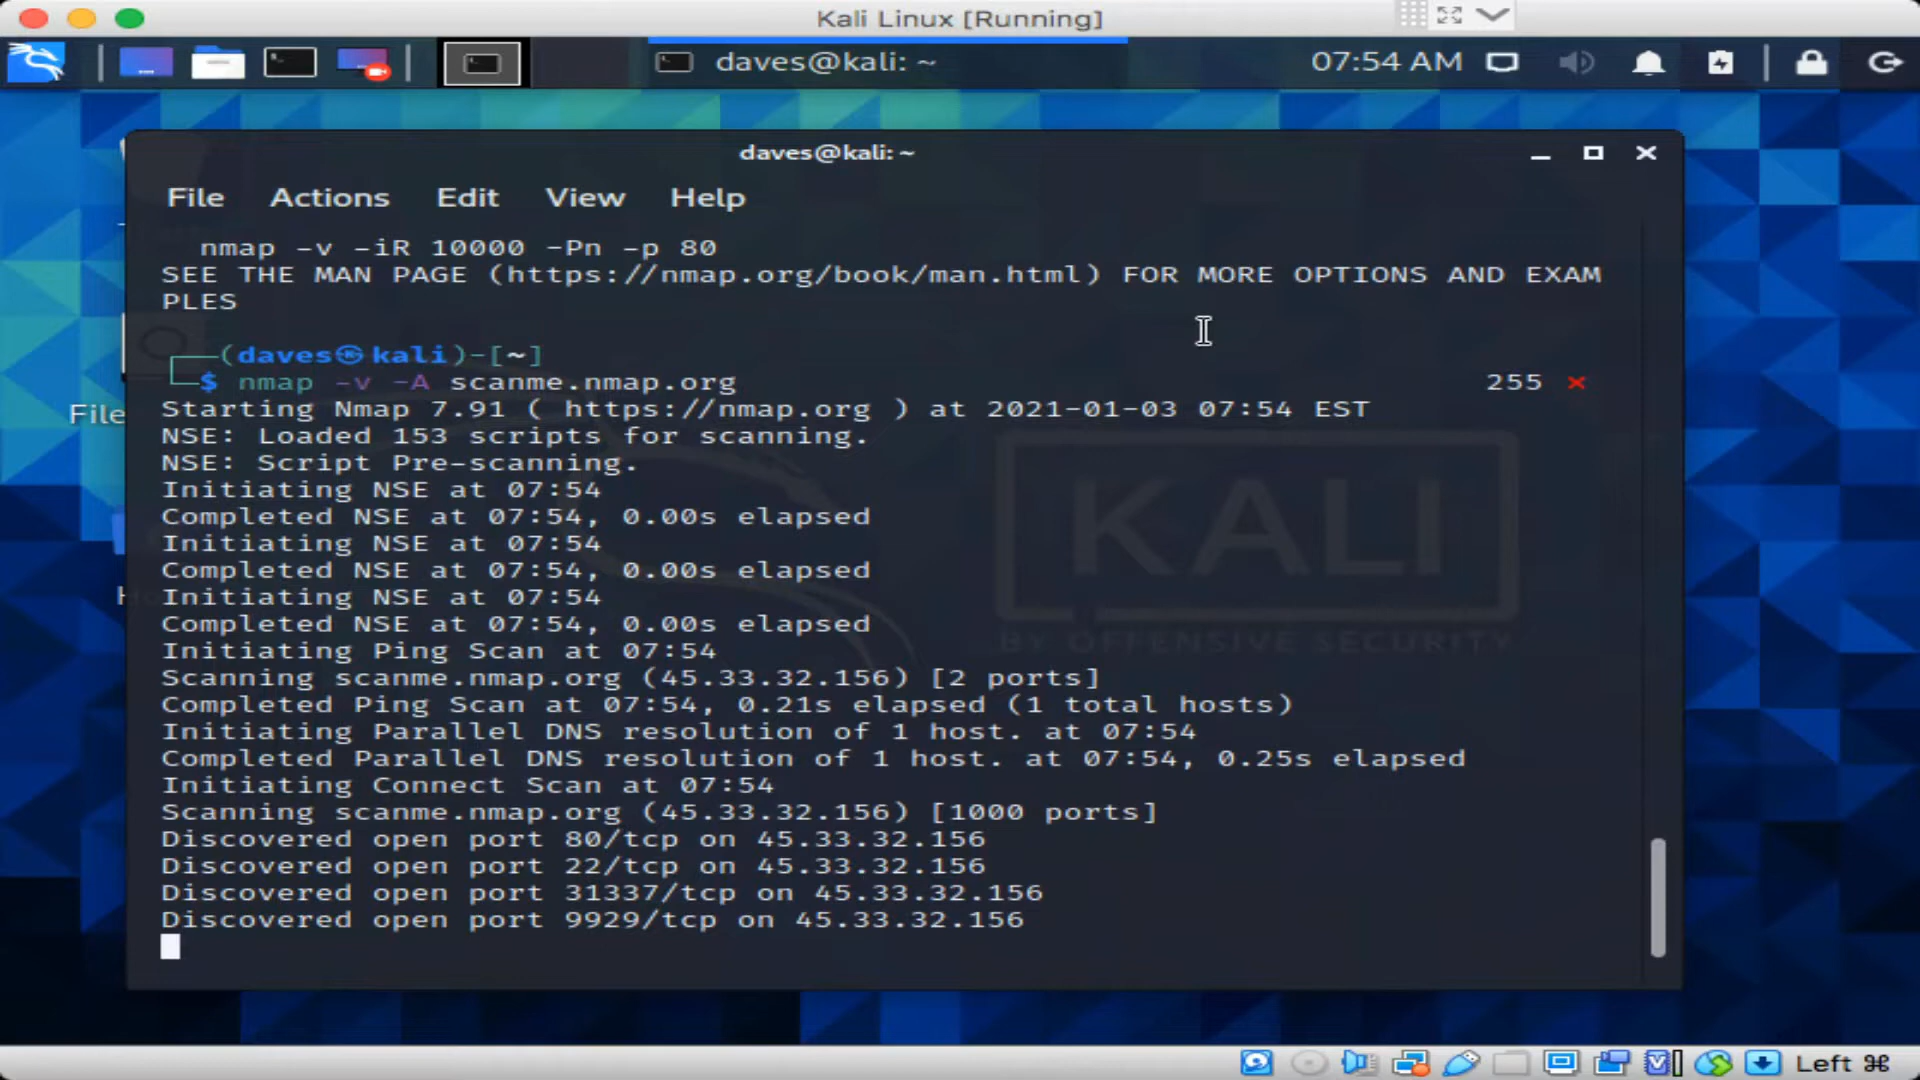 Kali Linux [Running]
daves@kali: ~
07:54 AM
daves@kali: ~
File Actions Edit View Help
nmap -v -iR 10000 -Pn -p 80
SEE THE MAN PAGE (https://nmap.org/book/man.html) FOR MORE OPTIONS AND EXAM
PLES
┌──(daves㉿kali)-[~]
└─$ nmap -v -A scanme.nmap.org 255 ⨯
Starting Nmap 7.91 ( https://nmap.org ) at 2021-01-03 07:54 EST
NSE: Loaded 153 scripts for scanning.
NSE: Script Pre-scanning.
Initiating NSE at 07:54
Completed NSE at 07:54, 0.00s elapsed
Initiating NSE at 07:54
Completed NSE at 07:54, 0.00s elapsed
Initiating NSE at 07:54
Completed NSE at 07:54, 0.00s elapsed
Initiating Ping Scan at 07:54
Scanning scanme.nmap.org (45.33.32.156) [2 ports]
Completed Ping Scan at 07:54, 0.21s elapsed (1 total hosts)
Initiating Parallel DNS resolution of 1 host. at 07:54
Completed Parallel DNS resolution of 1 host. at 07:54, 0.25s elapsed
Initiating Connect Scan at 07:54
Scanning scanme.nmap.org (45.33.32.156) [1000 ports]
Discovered open port 80/tcp on 45.33.32.156
Discovered open port 22/tcp on 45.33.32.156
Discovered open port 31337/tcp on 45.33.32.156
Discovered open port 9929/tcp on 45.33.32.156
File
KALI
BY OFFENSIVE SECURITY
Left ⌘